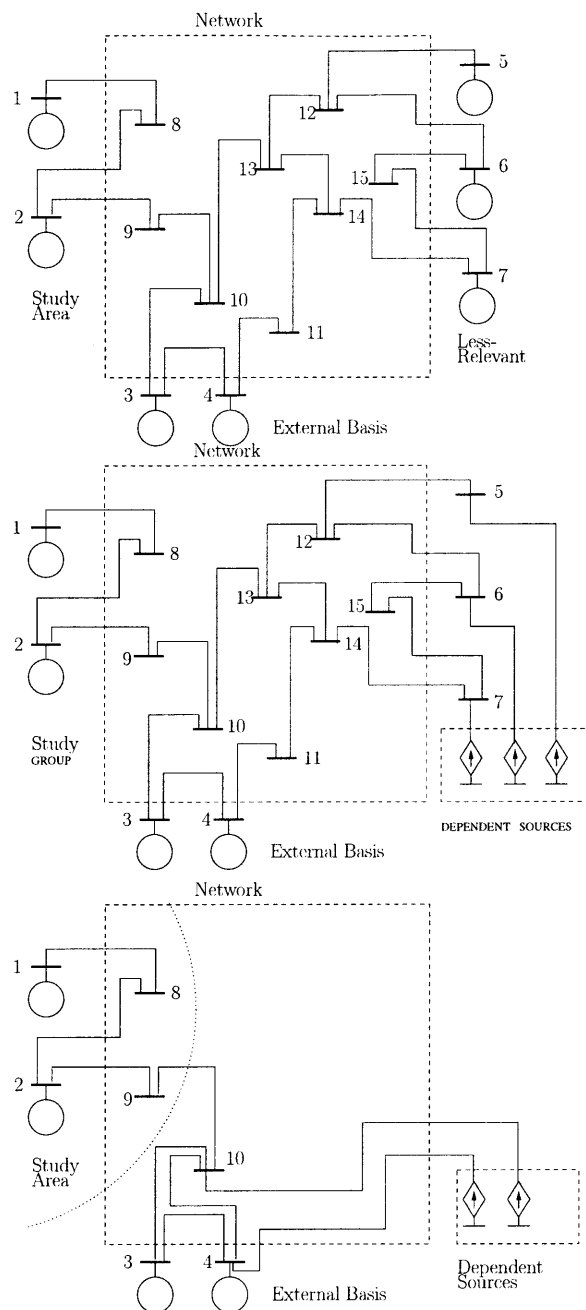 Network
5
1
8
12
6
13
15
2
14
9
7
10
Study
Area
11
Less-
Relevant
3
4
External Basis
Network
5
1
8
12
6
13
15
2
14
9
7
10
Study
GROUP
11
3
4
DEPENDENT SOURCES
External Basis
Network
1
8
2
9
Study
Area
10
3
4
Dependent
Sources
External Basis